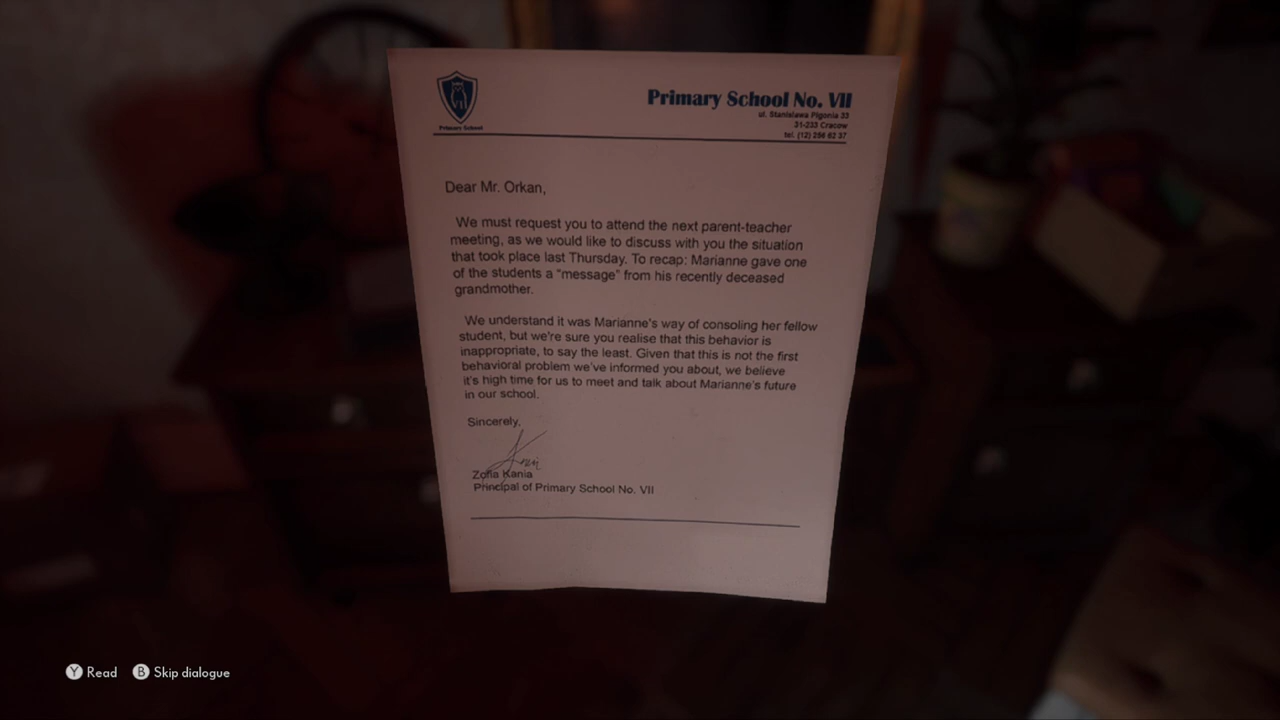 Primary School No. VII
ul. Stanislawa Pigonia 33
31-233 Cracow
tel. (12) 256 62 37
VII
Primary School
Dear Mr. Orkan,
We must request you to attend the next parent-teacher
meeting, as we would like to discuss with you the situation
that took place last Thursday. To recap: Marianne gave one
of the students a “message” from his recently deceased
grandmother.
We understand it was Marianne's way of consoling her fellow
student, but we're sure you realise that this behavior is
inappropriate, to say the least. Given that this is not the first
behavioral problem we've informed you about, we believe
it's high time for us to meet and talk about Marianne's future
in our school.
Sincerely,
Zofia Kania
Principal of Primary School No. VII
Y Read B Skip dialogue